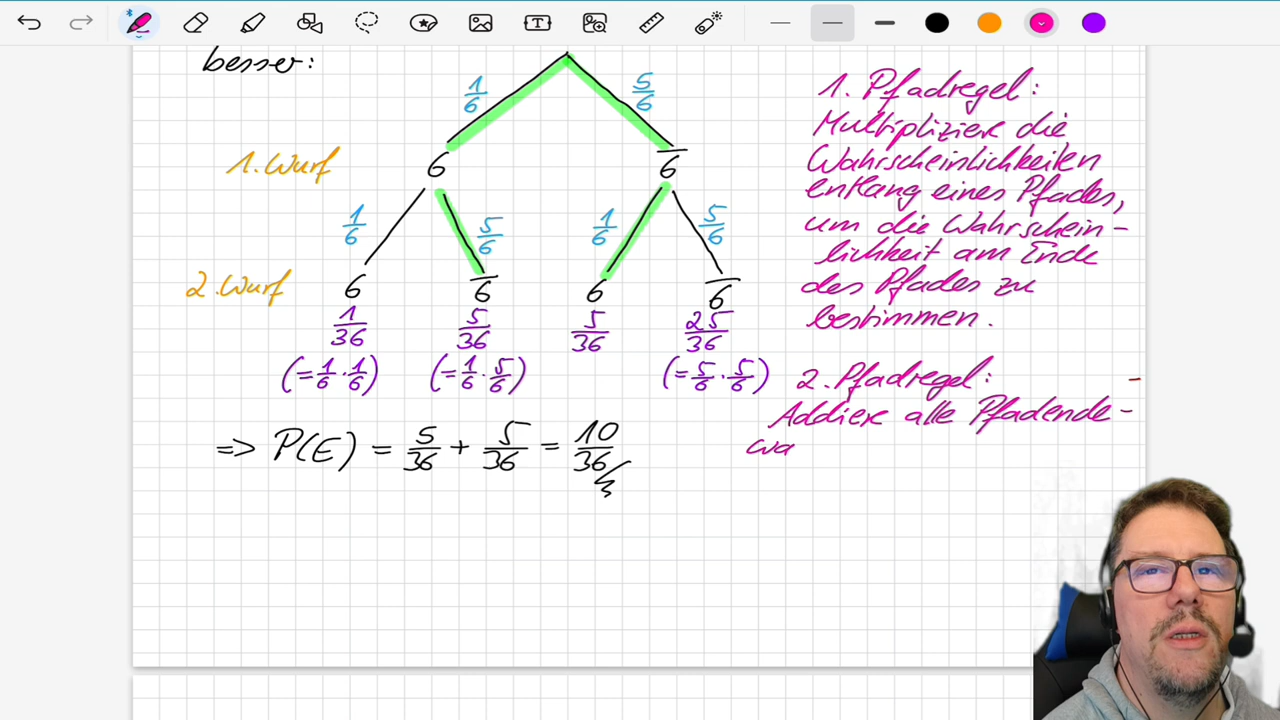 besser:
1/6 5/6
1. Wurf 6 6̅
1/6 5/6 1/6 5/6
2. Wurf 6 6̅ 6 6̅
1/36 5/36 5/36 25/36
(=1/6·1/6) (=1/6·5/6) (=5/6·5/6)
=> P(E) = 5/36 + 5/36 = 10/36
1. Pfadregel:
Multipliziere die
Wahrscheinlichkeiten
entlang eines Pfades,
um die Wahrschein-
lichkeit am Ende
des Pfades zu
bestimmen.
2. Pfadregel:
Addiere alle Pfadende-
wa